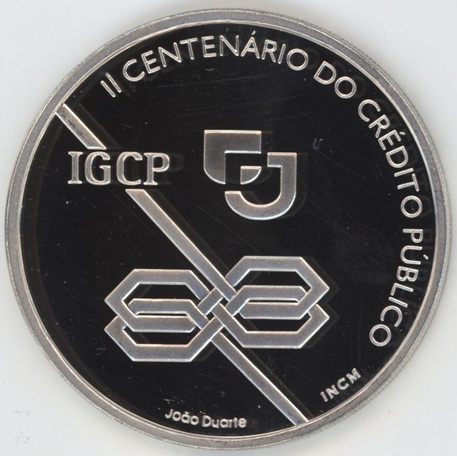 II CENTENÁRIO DO CRÉDITO PÚBLICO
IGCP
João Duarte
INCM